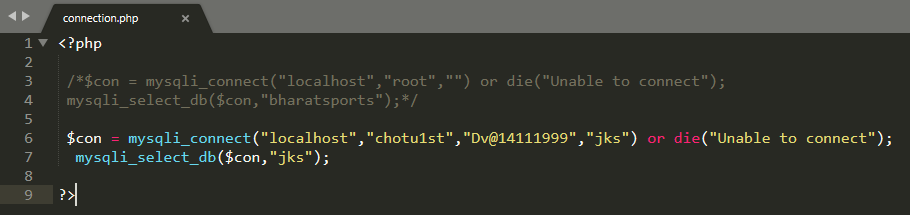 connection.php ×
1 <?php
2
3 /*$con = mysqli_connect("localhost","root","") or die("Unable to connect");
4 mysqli_select_db($con,"bharatsports");*/
5
6 $con = mysqli_connect("localhost","chotu1st","Dv@14111999","jks") or die("Unable to connect");
7 mysqli_select_db($con,"jks");
8
9 ?>